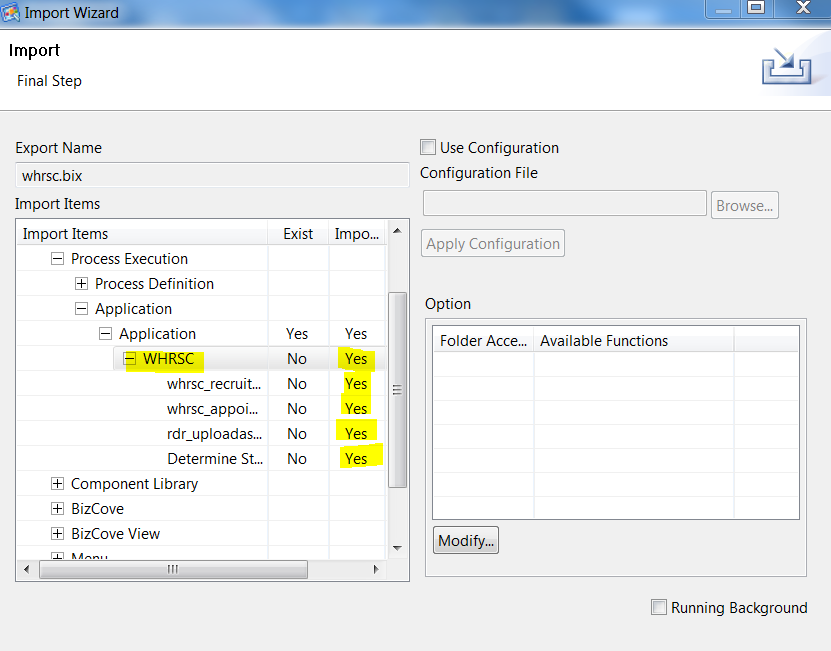 Import Wizard
Import
Final Step
Export Name
whrsc.bix
Import Items
Import Items Exist Impo...
Process Execution
Process Definition
Application
Application Yes Yes
WHRSC No Yes
whrsc_recruit... No Yes
whrsc_appoi... No Yes
rdr_uploadas... No Yes
Determine St... No Yes
Component Library
BizCove
BizCove View
Menu
Use Configuration
Configuration File
Browse...
Apply Configuration
Option
Folder Acce... Available Functions
Modify...
Running Background